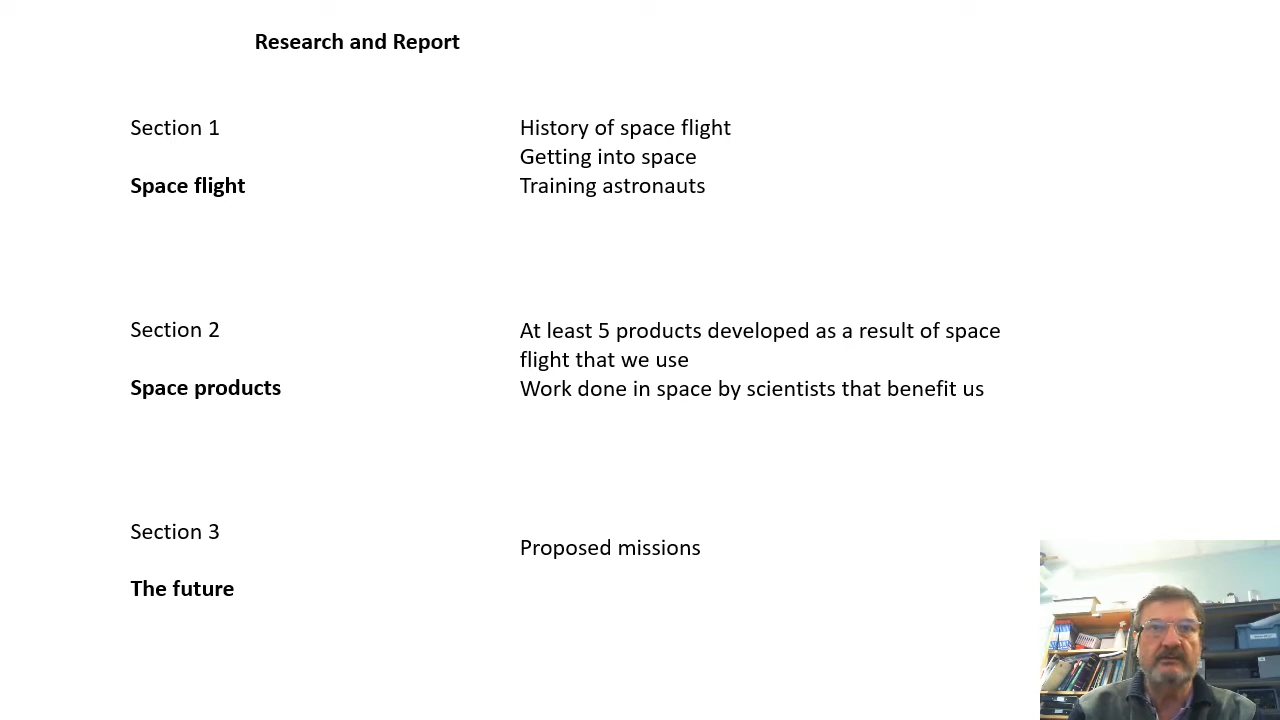 Research and Report
Section 1
Space flight
History of space flight
Getting into space
Training astronauts
Section 2
Space products
At least 5 products developed as a result of space
flight that we use
Work done in space by scientists that benefit us
Section 3
The future
Proposed missions